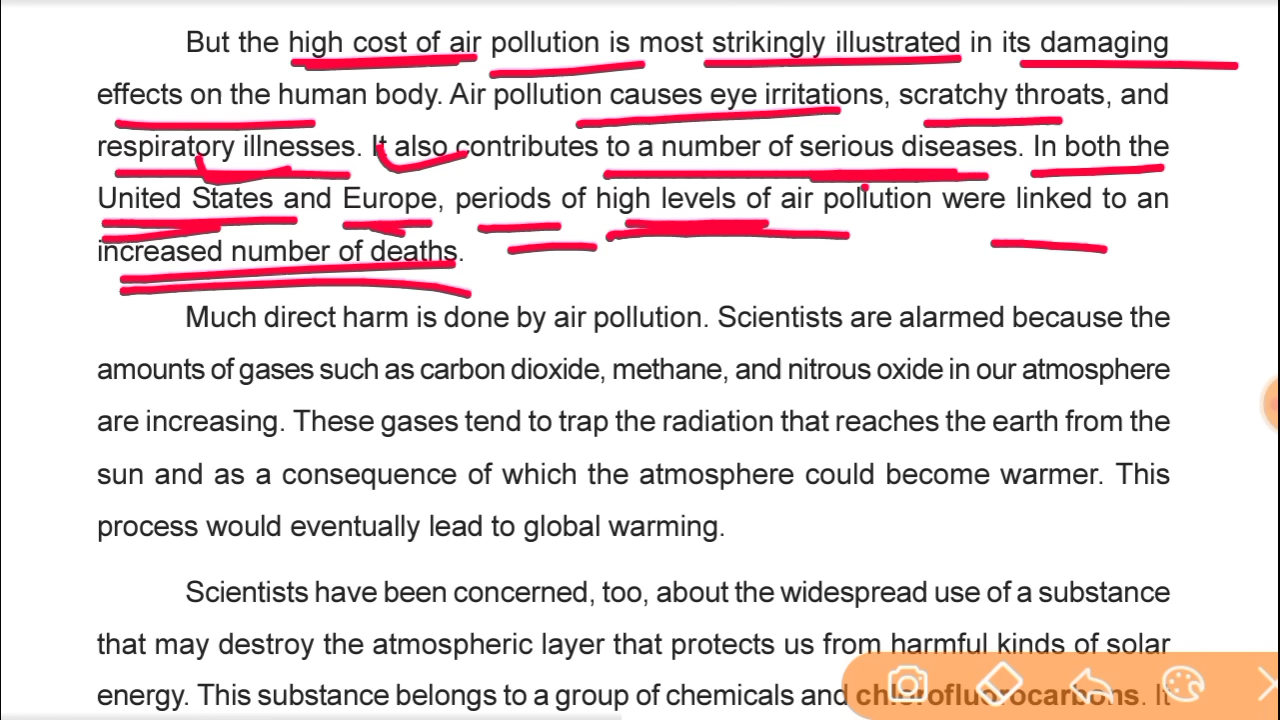 But the high cost of air pollution is most strikingly illustrated in its damaging
effects on the human body. Air pollution causes eye irritations, scratchy throats, and
respiratory illnesses. It also contributes to a number of serious diseases. In both the
United States and Europe, periods of high levels of air pollution were linked to an
increased number of deaths.
Much direct harm is done by air pollution. Scientists are alarmed because the
amounts of gases such as carbon dioxide, methane, and nitrous oxide in our atmosphere
are increasing. These gases tend to trap the radiation that reaches the earth from the
sun and as a consequence of which the atmosphere could become warmer. This
process would eventually lead to global warming.
Scientists have been concerned, too, about the widespread use of a substance
that may destroy the atmospheric layer that protects us from harmful kinds of solar
energy. This substance belongs to a group of chemicals and chlorofluorocarbons. It